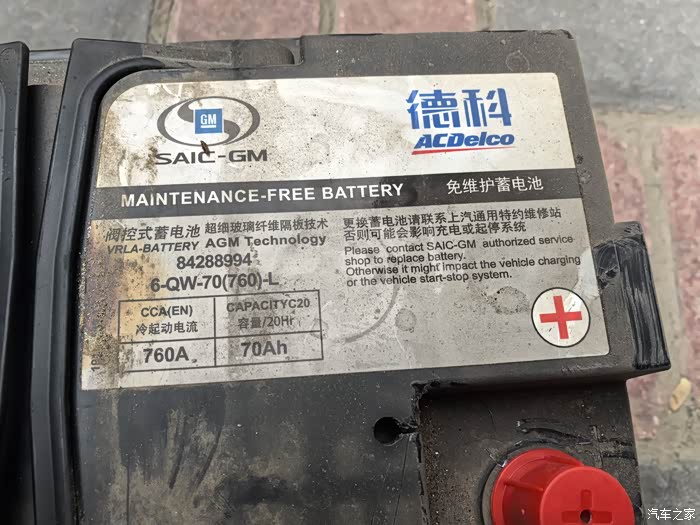 GM
SAIC-GM
德科
ACDelco
MAINTENANCE-FREE BATTERY 免维护蓄电池
阀控式蓄电池 超细玻璃纤维隔板技术
VRLA-BATTERY AGM Technology
84288994
6-QW-70(760)-L
CCA(EN)
冷起动电流
CAPACITYC20
容量/20Hr
760A
70Ah
更换蓄电池请联系上汽通用特约维修站
否则可能会影响充电或起停系统
Please contact SAIC-GM authorized service
shop to replace battery.
Otherwise it might impact the vehicle charging
or the vehicle start-stop system.
汽车之家